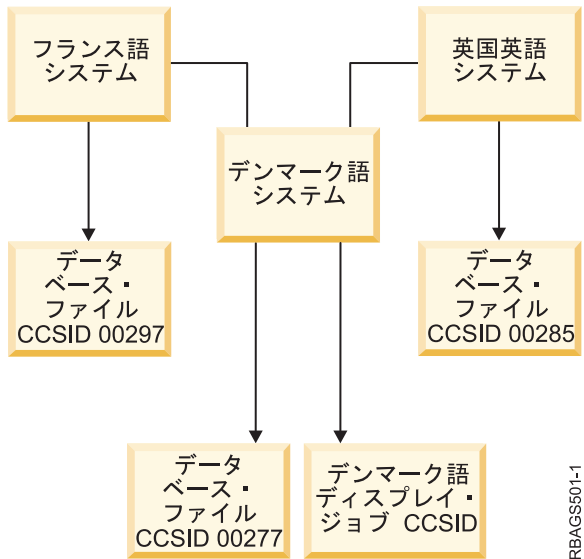 フランス語
システム
英国英語
システム
デンマーク語
システム
データ
ベース・
ファイル
CCSID 00297
データ
ベース・
ファイル
CCSID 00285
データ
ベース・
ファイル
CCSID 00277
デンマーク語
ディスプレイ・
ジョブ CCSID
RBAGS501-1